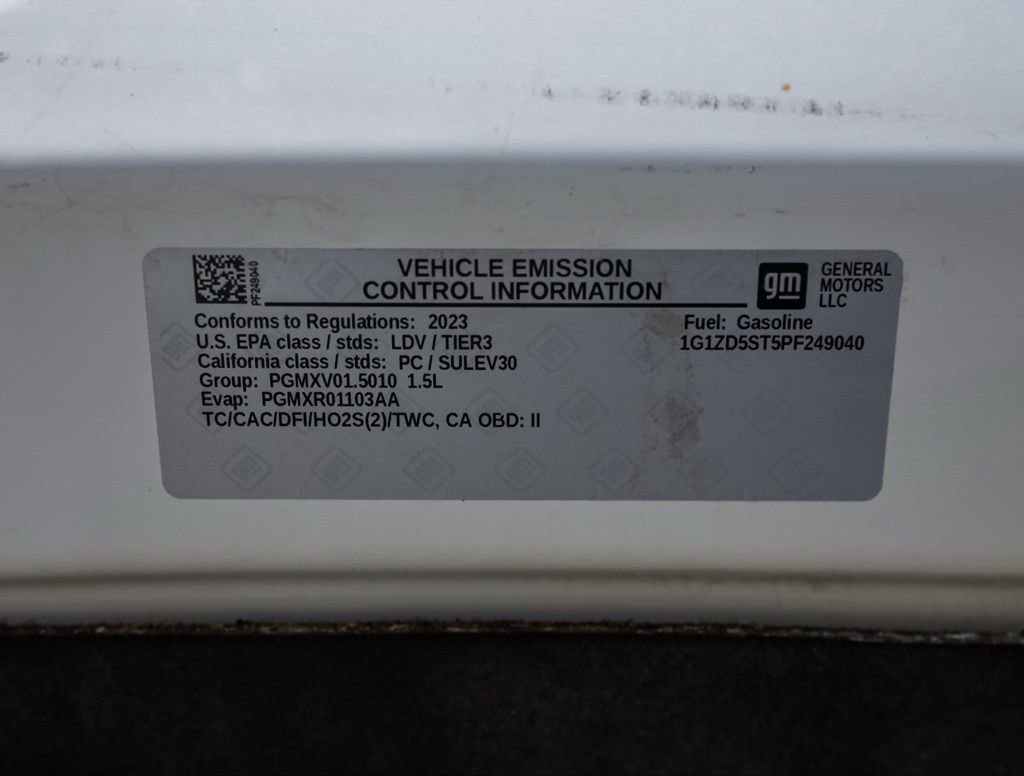 PF249040
VEHICLE EMISSION
CONTROL INFORMATION
gm
GENERAL
MOTORS
LLC
Conforms to Regulations: 2023
U.S. EPA class / stds: LDV / TIER3
California class / stds: PC / SULEV30
Group: PGMXV01.5010 1.5L
Evap: PGMXR01103AA
TC/CAC/DFI/HO2S(2)/TWC, CA OBD: II
Fuel: Gasoline
1G1ZD5ST5PF249040